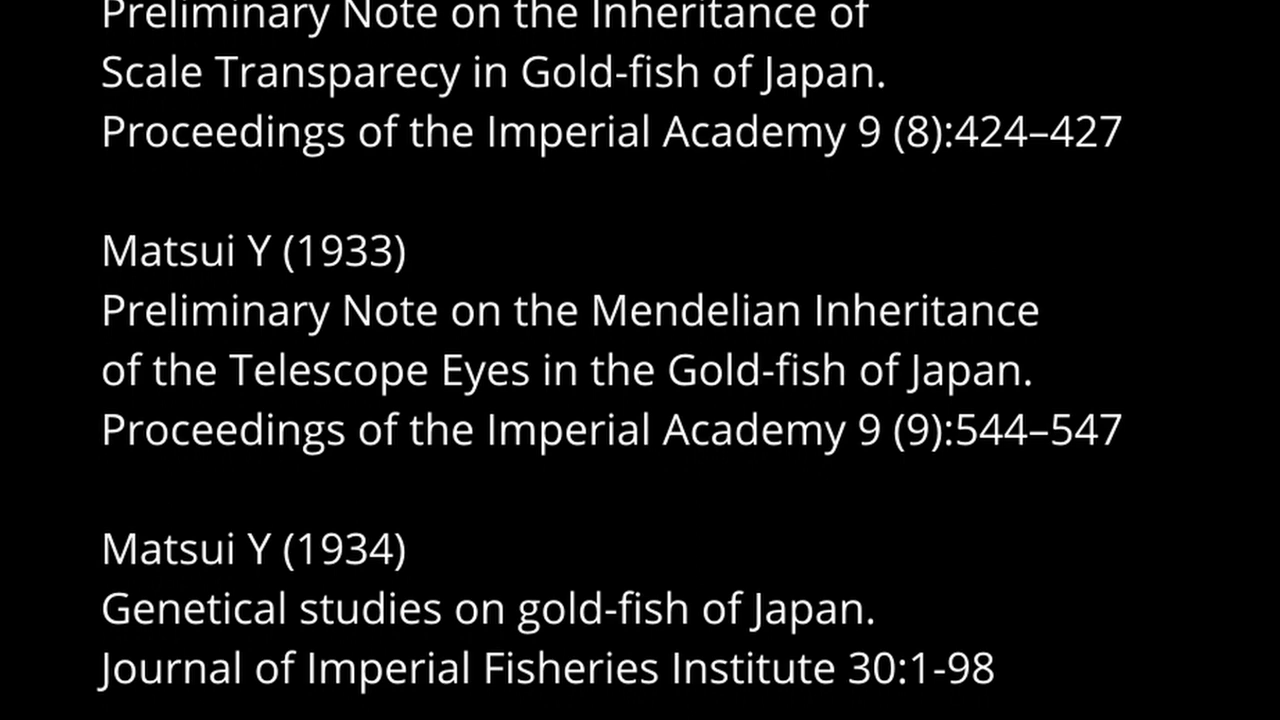 Preliminary Note on the Inheritance of
Scale Transparecy in Gold-fish of Japan.
Proceedings of the Imperial Academy 9 (8):424–427
Matsui Y (1933)
Preliminary Note on the Mendelian Inheritance
of the Telescope Eyes in the Gold-fish of Japan.
Proceedings of the Imperial Academy 9 (9):544–547
Matsui Y (1934)
Genetical studies on gold-fish of Japan.
Journal of Imperial Fisheries Institute 30:1-98